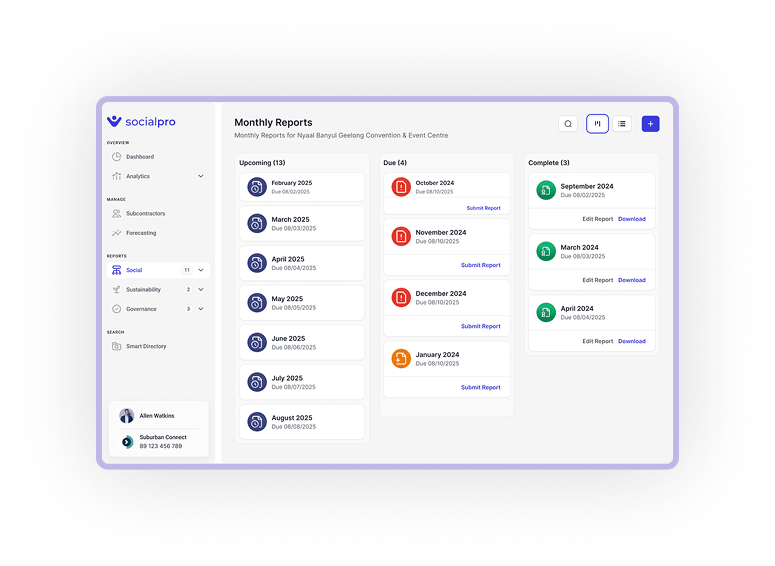 socialpro
OVERVIEW
Dashboard
Analytics
MANAGE
Subcontractors
Forecasting
REPORTS
Social 11
Sustainability 2
Governance 3
SEARCH
Smart Directory
Allen Watkins
Suburban Connect
89 123 456 789
Monthly Reports
Monthly Reports for Nyaal Banyul Geelong Convention & Event Centre
Upcoming (13)
February 2025
Due 08/02/2025
March 2025
Due 08/03/2025
April 2025
Due 08/04/2025
May 2025
Due 08/05/2025
June 2025
Due 08/06/2025
July 2025
Due 08/07/2025
August 2025
Due 08/08/2025
Due (4)
October 2024
Due 08/10/2025
Submit Report
November 2024
Due 08/10/2025
Submit Report
December 2024
Due 08/10/2025
Submit Report
January 2024
Due 08/10/2025
Submit Report
Complete (3)
September 2024
Due 08/02/2025
Edit Report Download
March 2024
Due 08/03/2025
Edit Report Download
April 2024
Due 08/04/2025
Edit Report Download